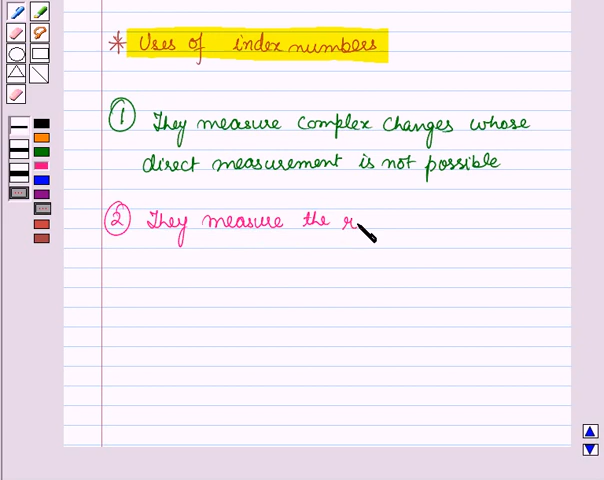 * Uses of index numbers
1 They measure complex changes whose
direct measurement is not possible
2 They measure the r